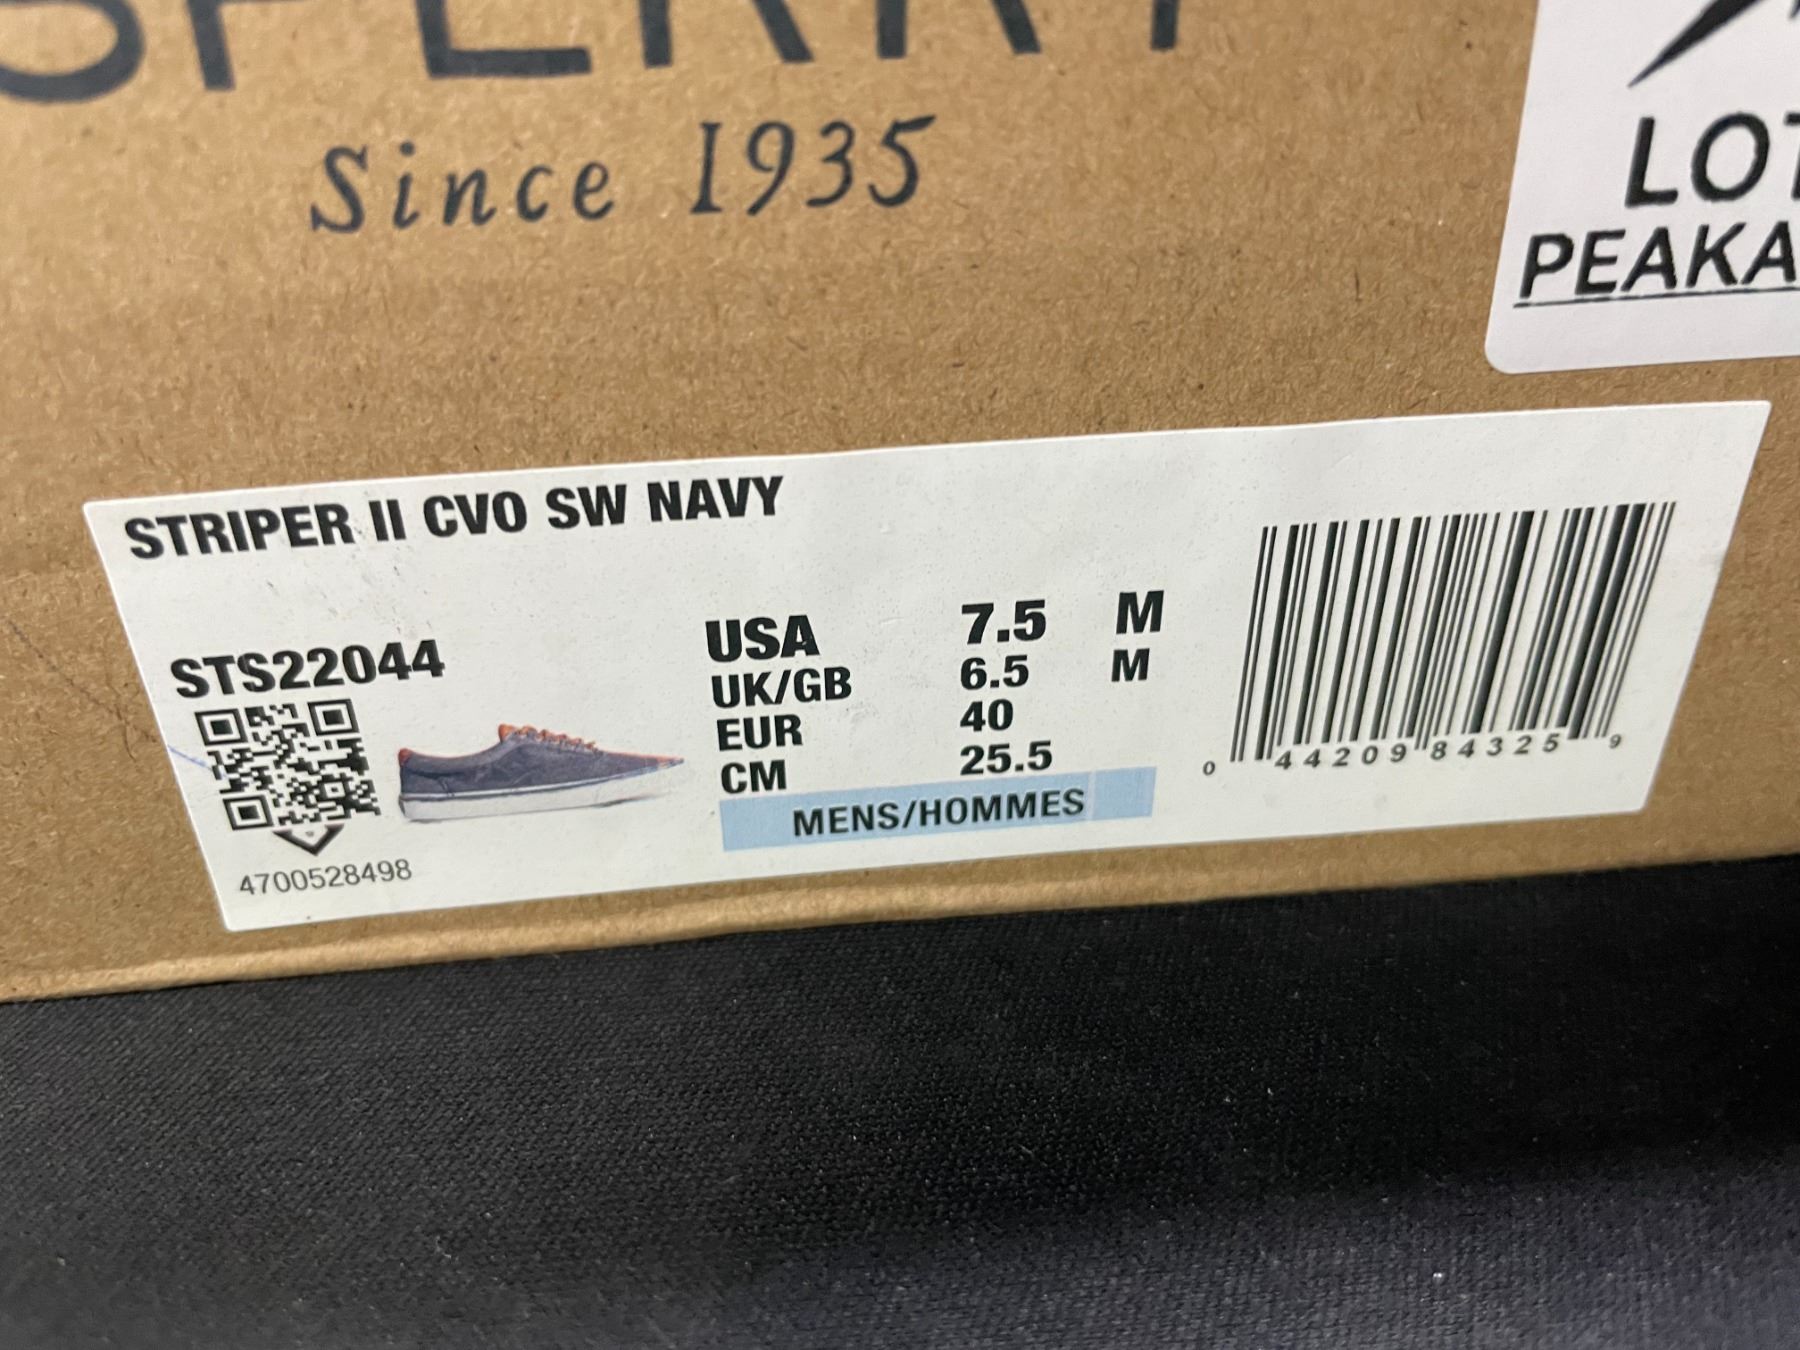 SPERRY
Since 1935
LOT
PEAKA
STRIPER II CVO SW NAVY
STS22044
USA 7.5 M
UK/GB 6.5 M
EUR 40
CM 25.5
MENS/HOMMES
4700528498
0 44209 84325 9